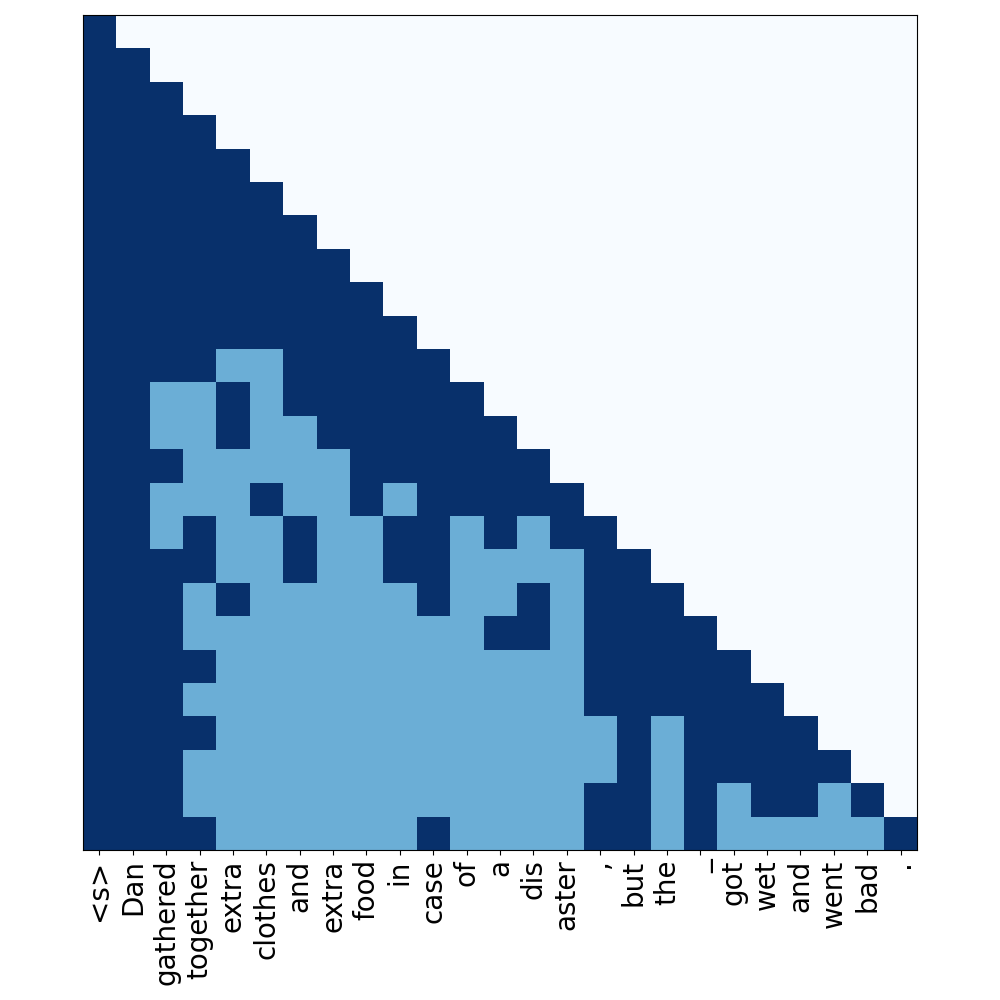 <s>
Dan
gathered
together
extra
clothes
and
extra
food
in
case
of
a
dis
aster
,
but
the
_
got
wet
and
went
bad
.